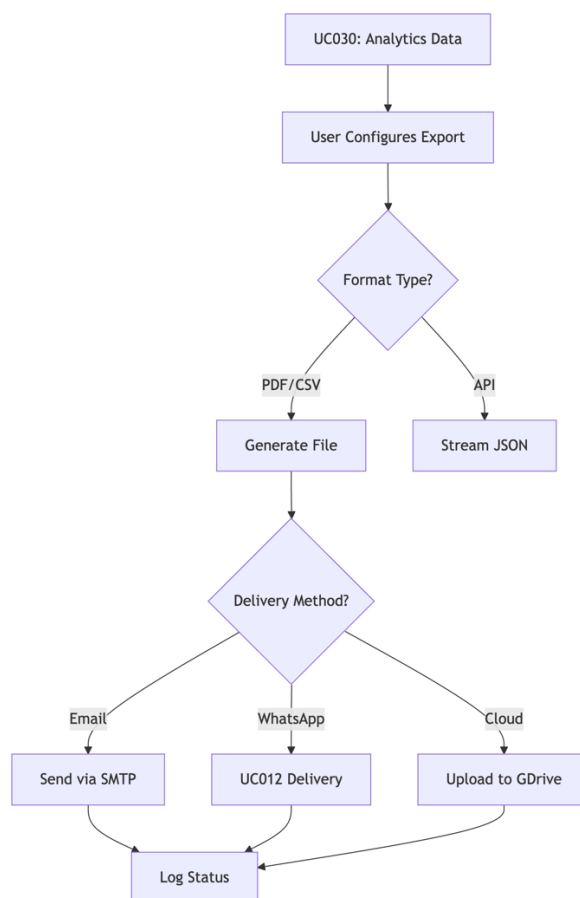 UC030: Analytics Data
User Configures Export
Format Type?
PDF/CSV
API
Generate File
Stream JSON
Delivery Method?
Email
WhatsApp
Cloud
Send via SMTP
UC012 Delivery
Upload to GDrive
Log Status